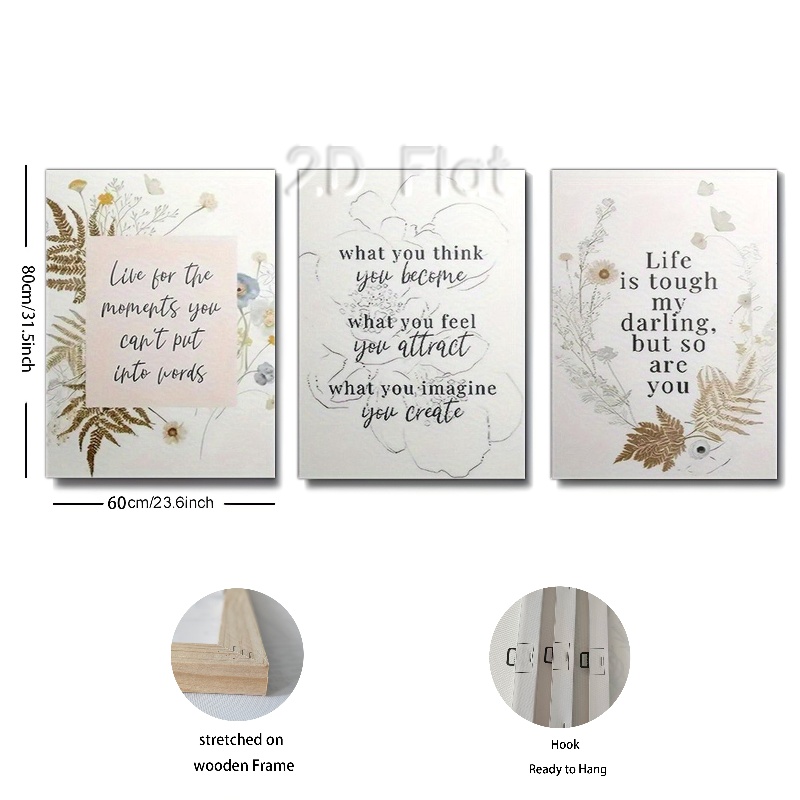 2D Flat
Live for the
moments you
can't put
into words
what you think
you become
what you feel
you attract
what you imagine
you create
Life
is tough
my
darling,
but so
are
you
80cm/31.5inch
60cm/23.6inch
stretched on
wooden Frame
Hook
Ready to Hang